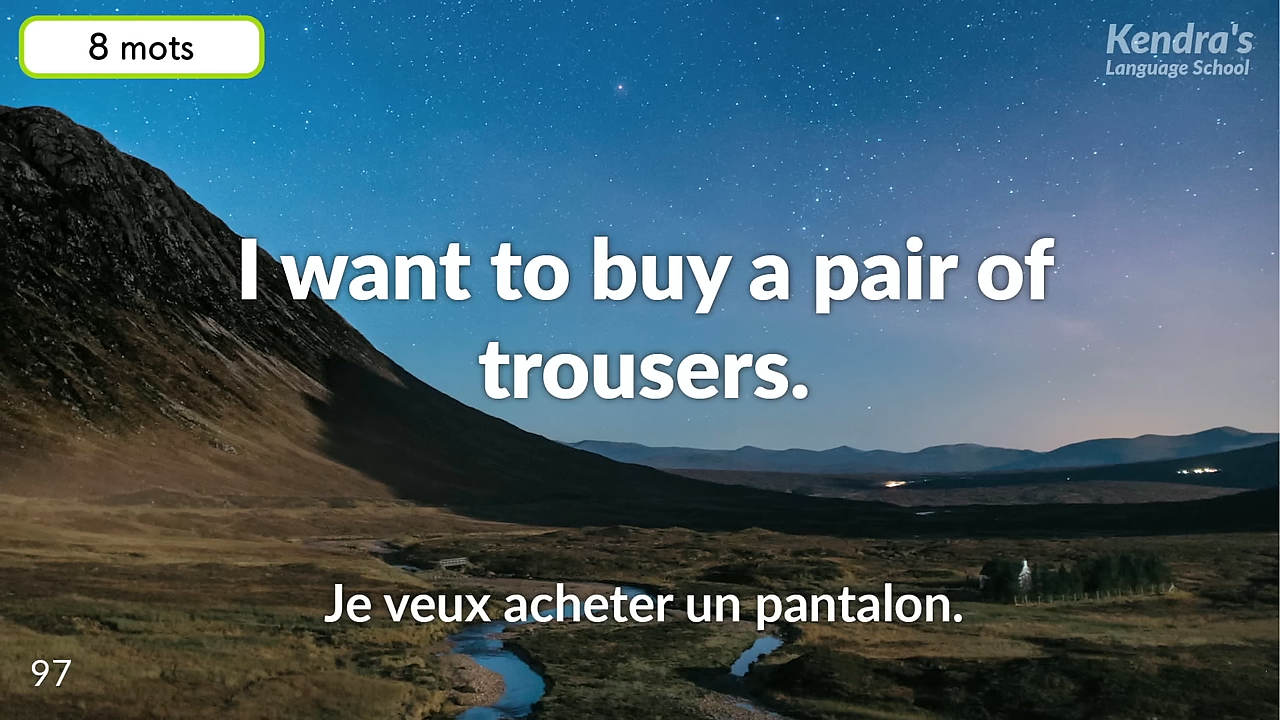 8 mots
Kendra's
Language School
I want to buy a pair of
trousers.
Je veux acheter un pantalon.
97